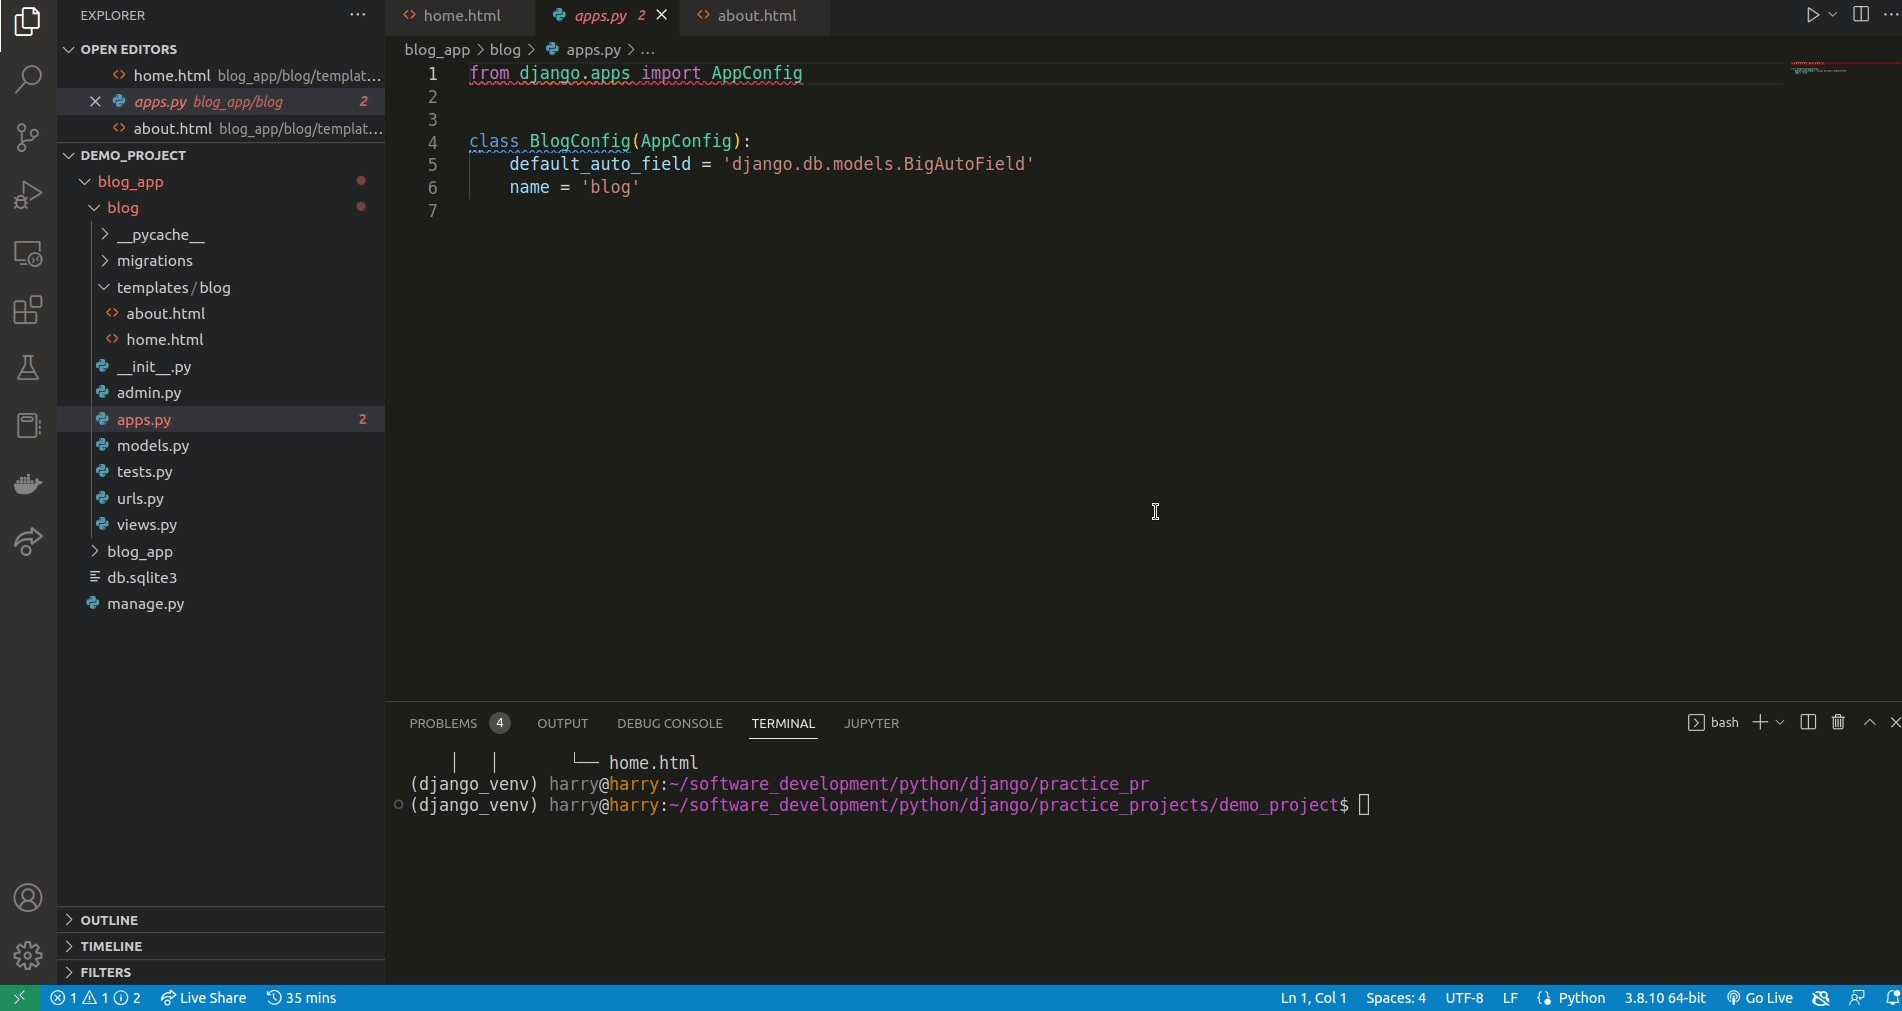 EXPLORER
OPEN EDITORS
home.html blog_app/blog/templat...
apps.py blog_app/blog 2
about.html blog_app/blog/templat...
DEMO_PROJECT
blog_app
blog
__pycache__
migrations
templates/blog
about.html
home.html
__init__.py
admin.py
apps.py 2
models.py
tests.py
urls.py
views.py
blog_app
db.sqlite3
manage.py
OUTLINE
TIMELINE
FILTERS
home.html apps.py 2 about.html
blog_app > blog > apps.py > ...
1 from django.apps import AppConfig
2
3
4 class BlogConfig(AppConfig):
5 default_auto_field = 'django.db.models.BigAutoField'
6 name = 'blog'
7
PROBLEMS 4 OUTPUT DEBUG CONSOLE TERMINAL JUPYTER bash
│ │ └── home.html
(django_venv) harry@harry:~/software_development/python/django/practice_pr
(django_venv) harry@harry:~/software_development/python/django/practice_projects/demo_project$
1 1 2 Live Share 35 mins Ln 1, Col 1 Spaces: 4 UTF-8 LF Python 3.8.10 64-bit Go Live